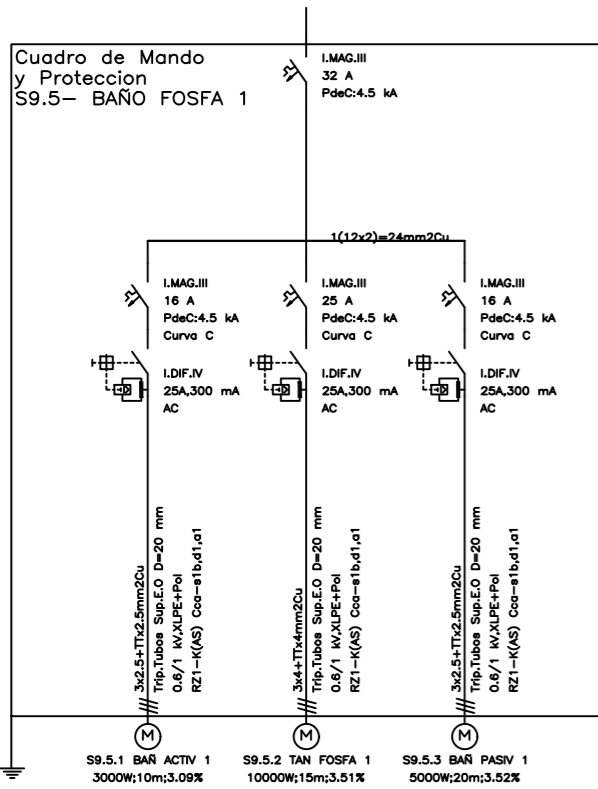 Cuadro de Mando
y Proteccion
S9.5- BAÑO FOSFA 1
I.MAG.III
32 A
PdeC:4.5 kA
1(12x2)=24mm2Cu
I.MAG.III
16 A
PdeC:4.5 kA
Curva C
I.DIF.IV
25A,300 mA
AC
3x2.5+TTx2.5mm2Cu
Trip.Tubos Sup.E.O D=20 mm
0.6/1 kV,XLPE+Pol
RZ1-K(AS) Cca-s1b,d1,a1
M
S9.5.1 BAÑ ACTIV 1
3000W;10m;3.09%
I.MAG.III
25 A
PdeC:4.5 kA
Curva C
I.DIF.IV
25A,300 mA
AC
3x4+TTx4mm2Cu
Trip.Tubos Sup.E.O D=20 mm
0.6/1 kV,XLPE+Pol
RZ1-K(AS) Cca-s1b,d1,a1
M
S9.5.2 TAN FOSFA 1
10000W;15m;3.51%
I.MAG.III
16 A
PdeC:4.5 kA
Curva C
I.DIF.IV
25A,300 mA
AC
3x2.5+TTx2.5mm2Cu
Trip.Tubos Sup.E.O D=20 mm
0.6/1 kV,XLPE+Pol
RZ1-K(AS) Cca-s1b,d1,a1
M
S9.5.3 BAÑ PASIV 1
5000W;20m;3.52%